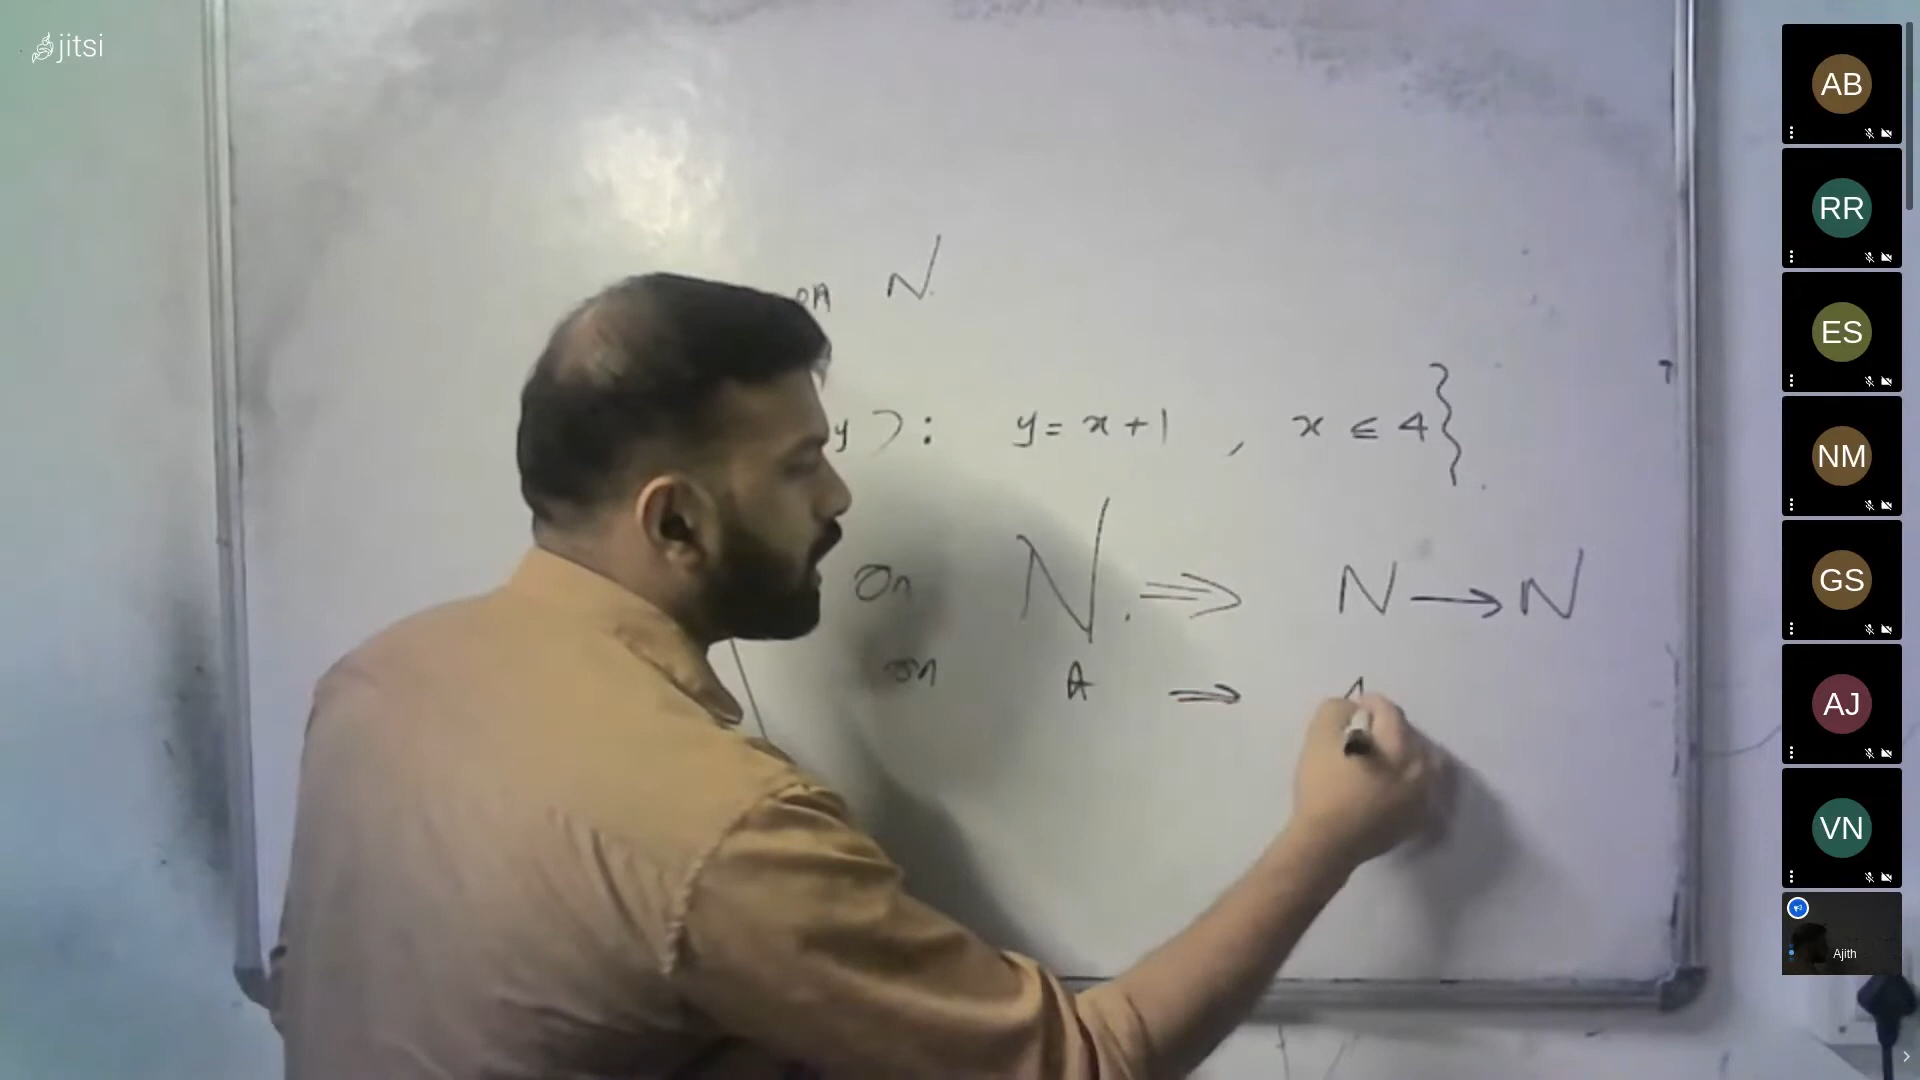 jitsi
on N.
y): y = x + 1 , x ≤ 4}
On N. ⇒ N → N
on A ⇒ A
AB
RR
ES
NM
GS
AJ
VN
Ajith